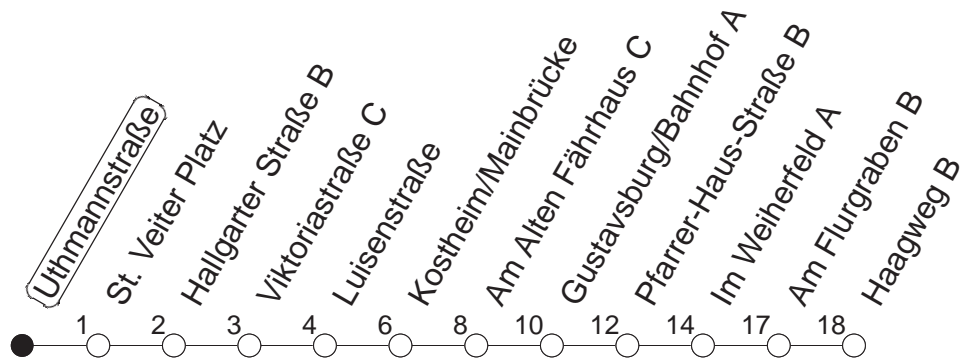 Uthmannstraße
St. Veiter Platz
Hallgarter Straße B
Viktoriastraße C
Luisenstraße
Kostheim/Mainbrücke
Am Alten Fährhaus C
Gustavsburg/Bahnhof A
Pfarrer-Haus-Straße B
Im Weiherfeld A
Am Flurgraben B
Haagweg B
1 2 3 4 6 8 10 12 14 17 18